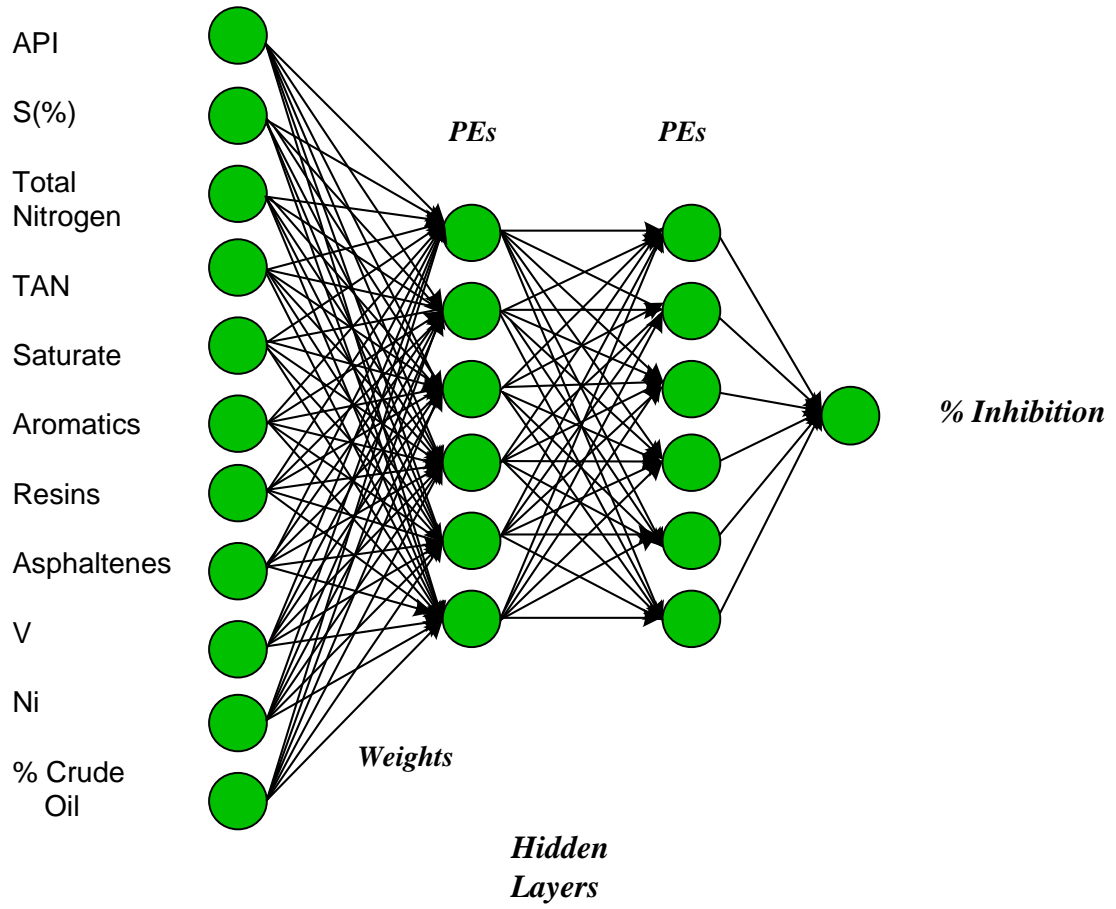 API
S(%)
Total
Nitrogen
TAN
Saturate
Aromatics
Resins
Asphaltenes
V
Ni
% Crude
Oil
PEs
PEs
Weights
Hidden
Layers
% Inhibition